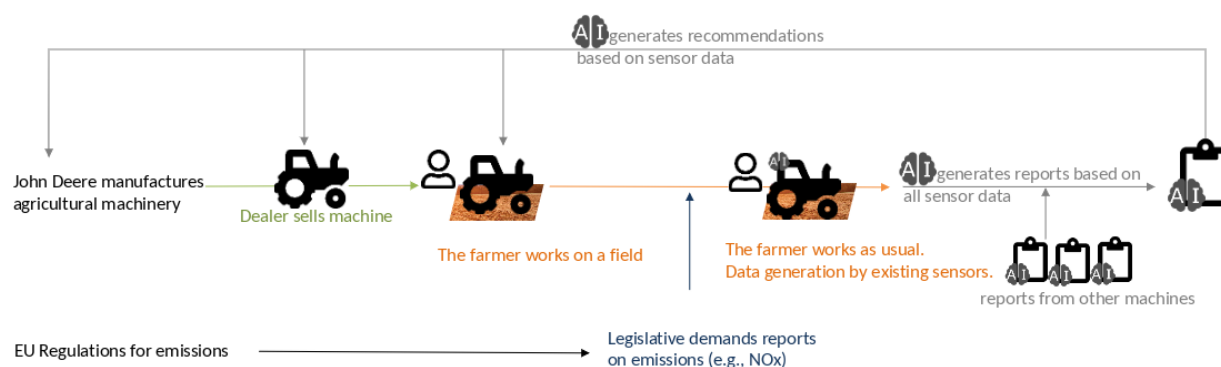 AI generates recommendations
based on sensor data
John Deere manufactures
agricultural machinery
Dealer sells machine
The farmer works on a field
AI
The farmer works as usual.
Data generation by existing sensors.
AI generates reports based on
all sensor data
AI
AI
AI
AI
reports from other machines
EU Regulations for emissions
Legislative demands reports
on emissions (e.g., NOx)